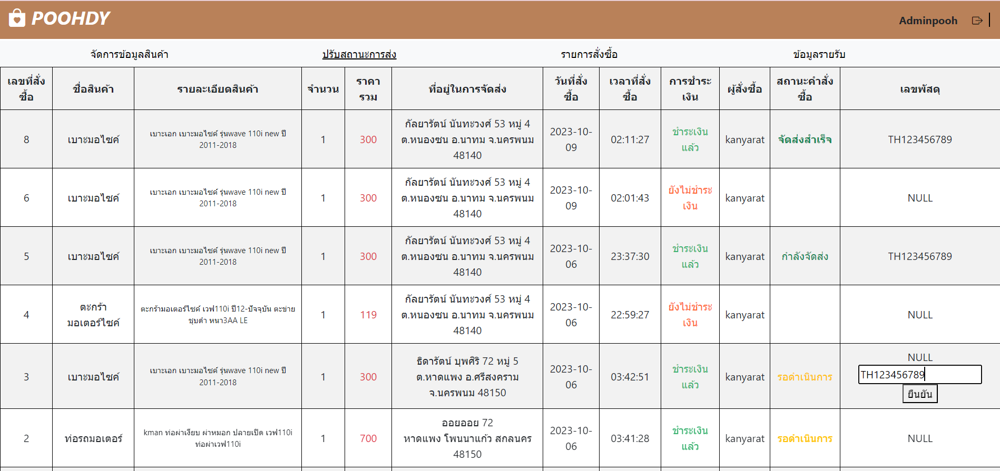 POOHDY
Adminpooh
จัดการข้อมูลสินค้า
ปรับสถานะการส่ง
รายการสั่งซื้อ
ข้อมูลรายรับ
เลขที่สั่ง
ซื้อ
ชื่อสินค้า
รายละเอียดสินค้า
จำนวน
ราคา
รวม
ที่อยู่ในการจัดส่ง
วันที่สั่ง
ซื้อ
เวลาที่สั่ง
ซื้อ
การชำระ
เงิน
ผู้สั่งซื้อ
สถานะคำสั่ง
ซื้อ
เลขพัสดุ
8
เบาะมอไซค์
เบาะเอก เบาะมอไซค์ รุ่นwave 110i new ปี
2011-2018
1
300
กัลยารัตน์ นันทะวงศ์ 53 หมู่ 4
ต.หนองซน อ.นาทม จ.นครพนม
48140
2023-10-
09
02:11:27
ชำระเงิน
แล้ว
kanyarat
จัดส่งสำเร็จ
TH123456789
6
เบาะมอไซค์
เบาะเอก เบาะมอไซค์ รุ่นwave 110i new ปี
2011-2018
1
300
กัลยารัตน์ นันทะวงศ์ 53 หมู่ 4
ต.หนองซน อ.นาทม จ.นครพนม
48140
2023-10-
09
02:01:43
ยังไม่ชำระ
เงิน
kanyarat
NULL
5
เบาะมอไซค์
เบาะเอก เบาะมอไซค์ รุ่นwave 110i new ปี
2011-2018
1
300
กัลยารัตน์ นันทะวงศ์ 53 หมู่ 4
ต.หนองซน อ.นาทม จ.นครพนม
48140
2023-10-
06
23:37:30
ชำระเงิน
แล้ว
kanyarat
กำลังจัดส่ง
TH123456789
4
ตะกร้า
มอเตอร์ไซค์
ตะกร้ามอเตอร์ไซค์ เวฟ110i ปี12-ปัจจุบัน ตะข่าย
ชุบดำ หนา3AA LE
1
119
กัลยารัตน์ นันทะวงศ์ 53 หมู่ 4
ต.หนองซน อ.นาทม จ.นครพนม
48140
2023-10-
06
22:59:27
ยังไม่ชำระ
เงิน
kanyarat
NULL
3
เบาะมอไซค์
เบาะเอก เบาะมอไซค์ รุ่นwave 110i new ปี
2011-2018
1
300
ธิดารัตน์ บุพศิริ 72 หมู่ 5
ต.หาดแพง อ.ศรีสงคราม
จ.นครพนม 48150
2023-10-
06
03:42:51
ชำระเงิน
แล้ว
kanyarat
รอดำเนินการ
NULL
TH123456789
ยืนยัน
2
ท่อรถมอเตอร์
kman ท่อผ่าเงียบ ผ่าหมอก ปลายเปิด เวฟ110i
ท่อผ่าเวฟ110i
1
700
ออยออย 72
หาดแพง โพนนาแก้ว สกลนคร
48150
2023-10-
06
03:41:28
ชำระเงิน
แล้ว
kanyarat
รอดำเนินการ
NULL